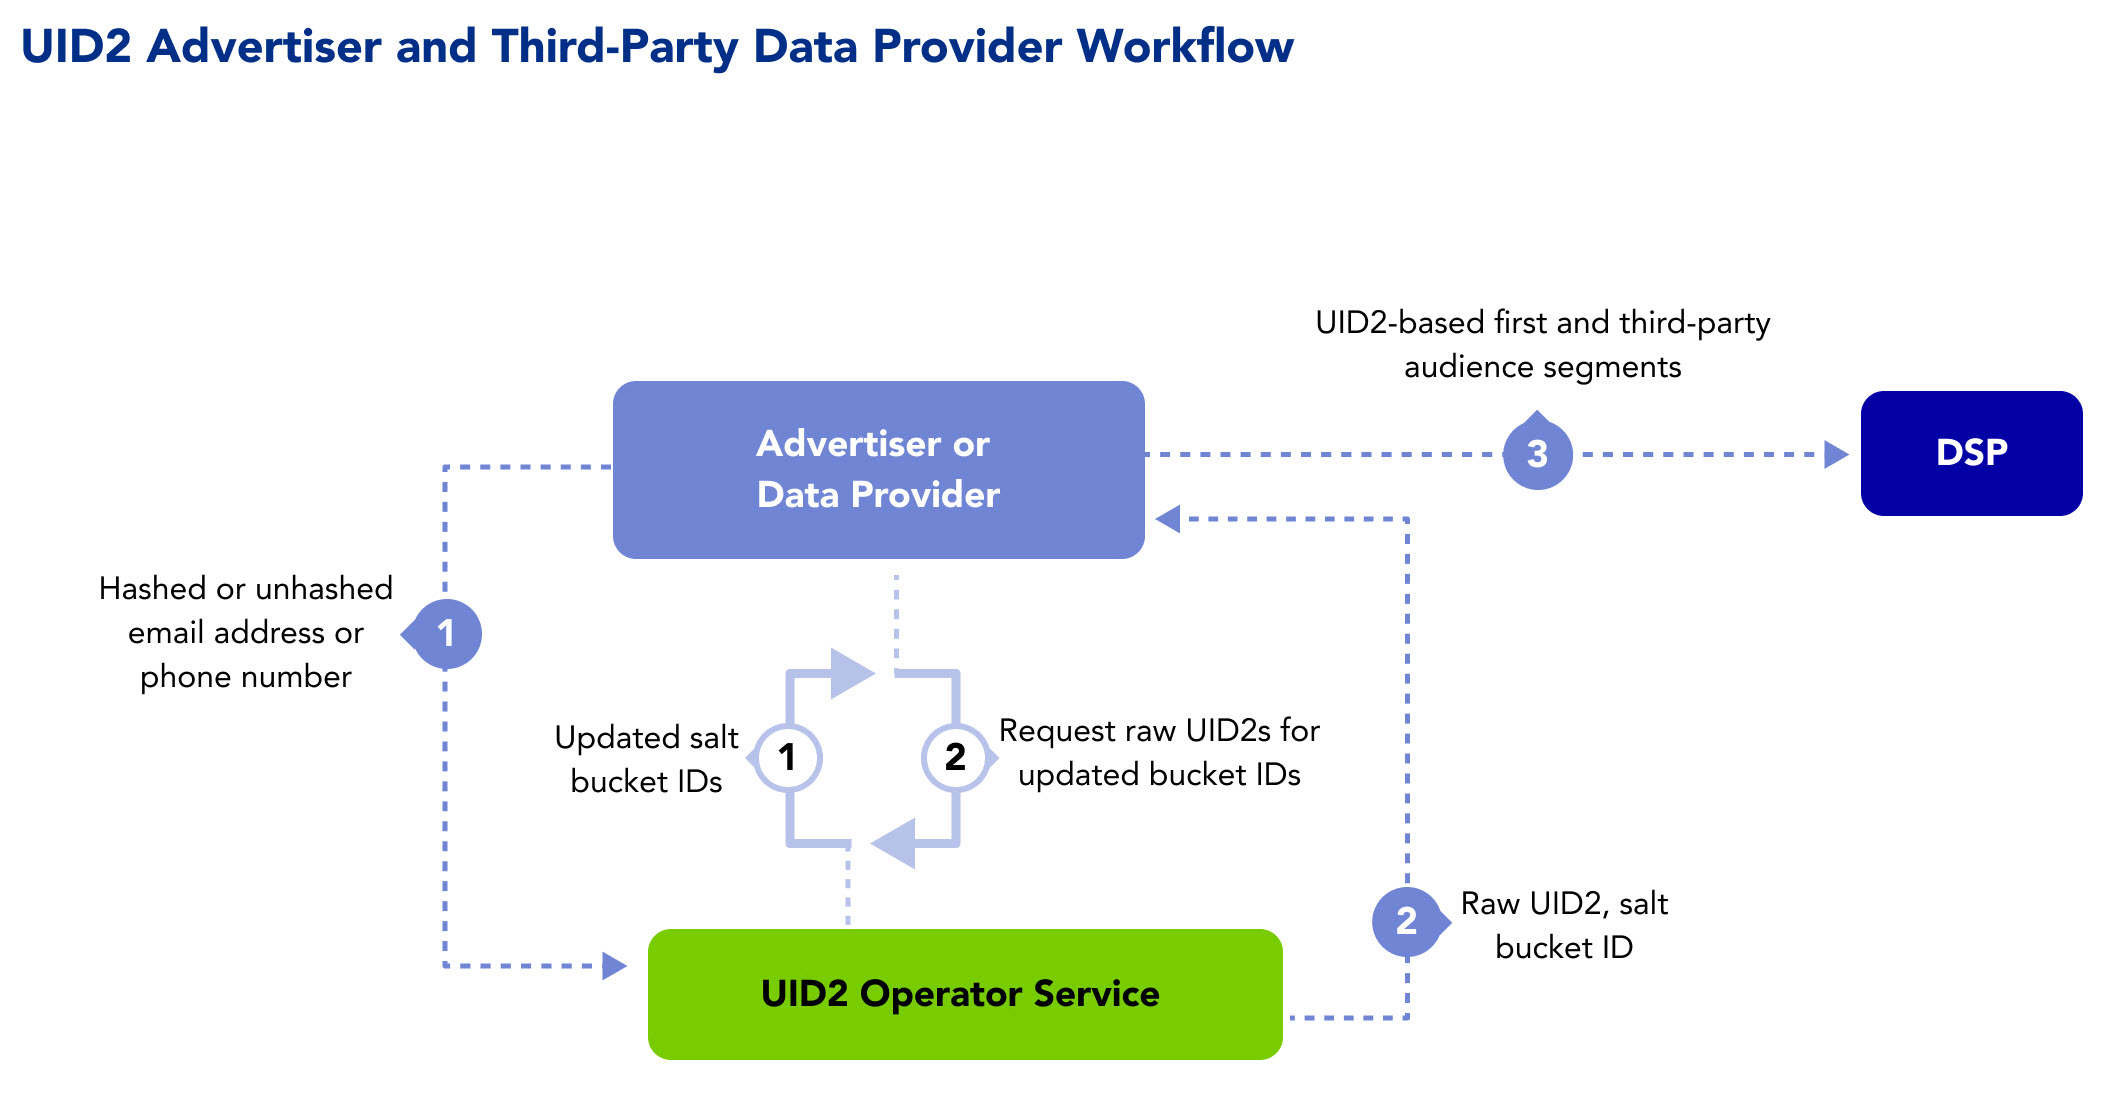 UID2 Advertiser and Third-Party Data Provider Workflow
UID2-based first and third-party
audience segments
Advertiser or
Data Provider
3
DSP
Hashed or unhashed
email address or
phone number
1
Updated salt
bucket IDs
1
2
Request raw UID2s for
updated bucket IDs
2
Raw UID2, salt
bucket ID
UID2 Operator Service